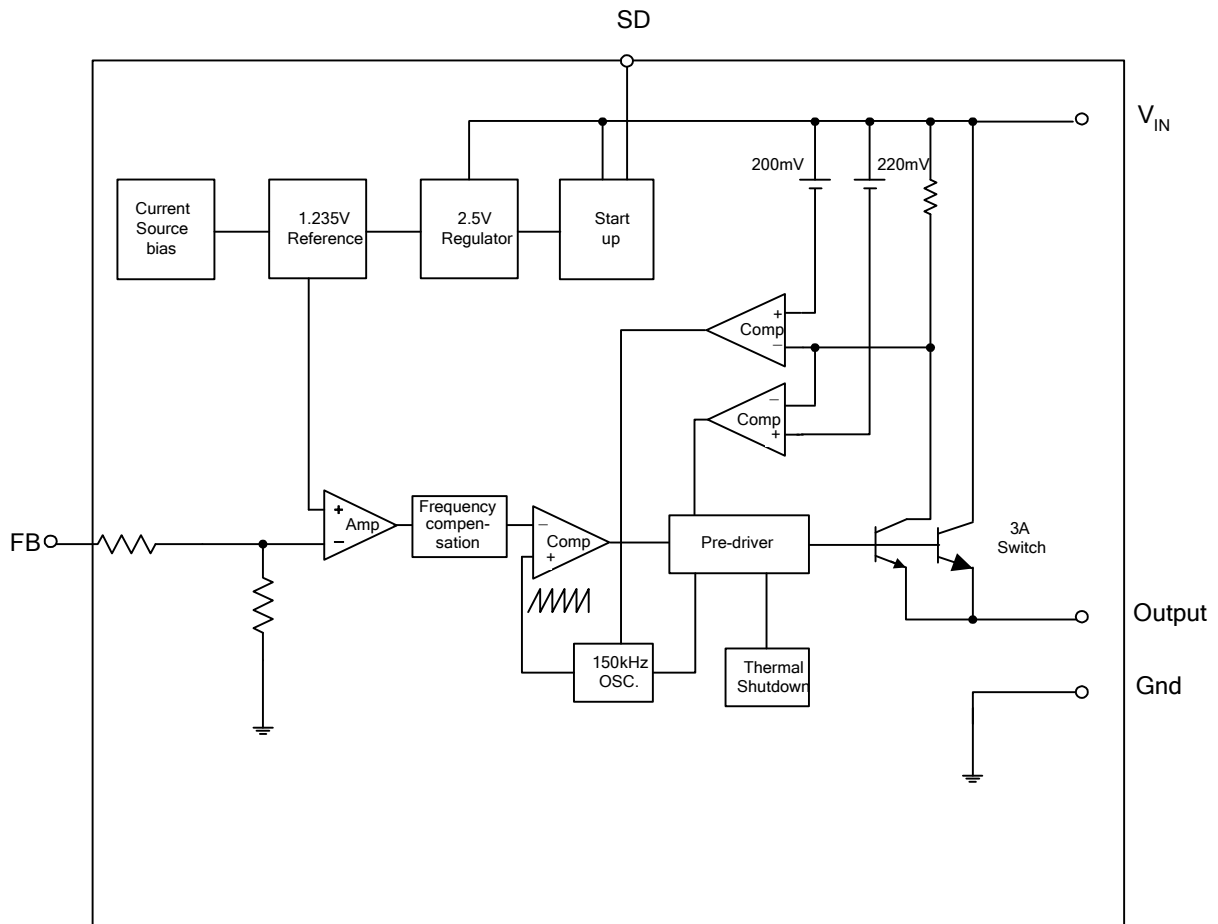 SD
V_IN
200mV
220mV
Current
Source
bias
1.235V
Reference
2.5V
Regulator
Start
up
+
Comp
−
−
Comp
+
FB
+
Amp
−
Frequency
compen-
sation
−
Comp
+
Pre-driver
3A
Switch
Output
150kHz
OSC.
Thermal
Shutdown
Gnd